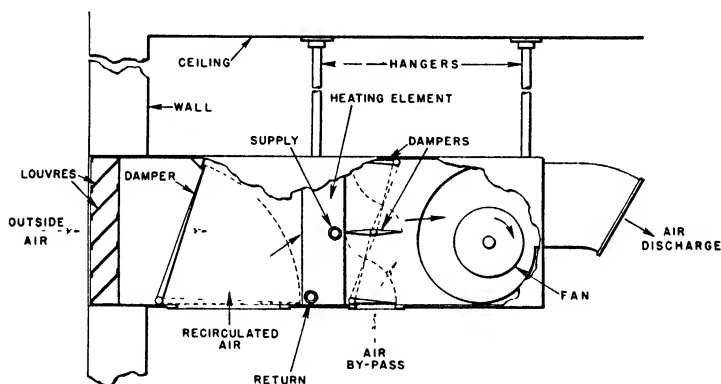 CEILING
HANGERS
WALL
HEATING ELEMENT
SUPPLY
DAMPERS
LOUVRES
DAMPER
OUTSIDE
AIR
AIR
DISCHARGE
FAN
RECIRCULATED
AIR
AIR
BY-PASS
RETURN